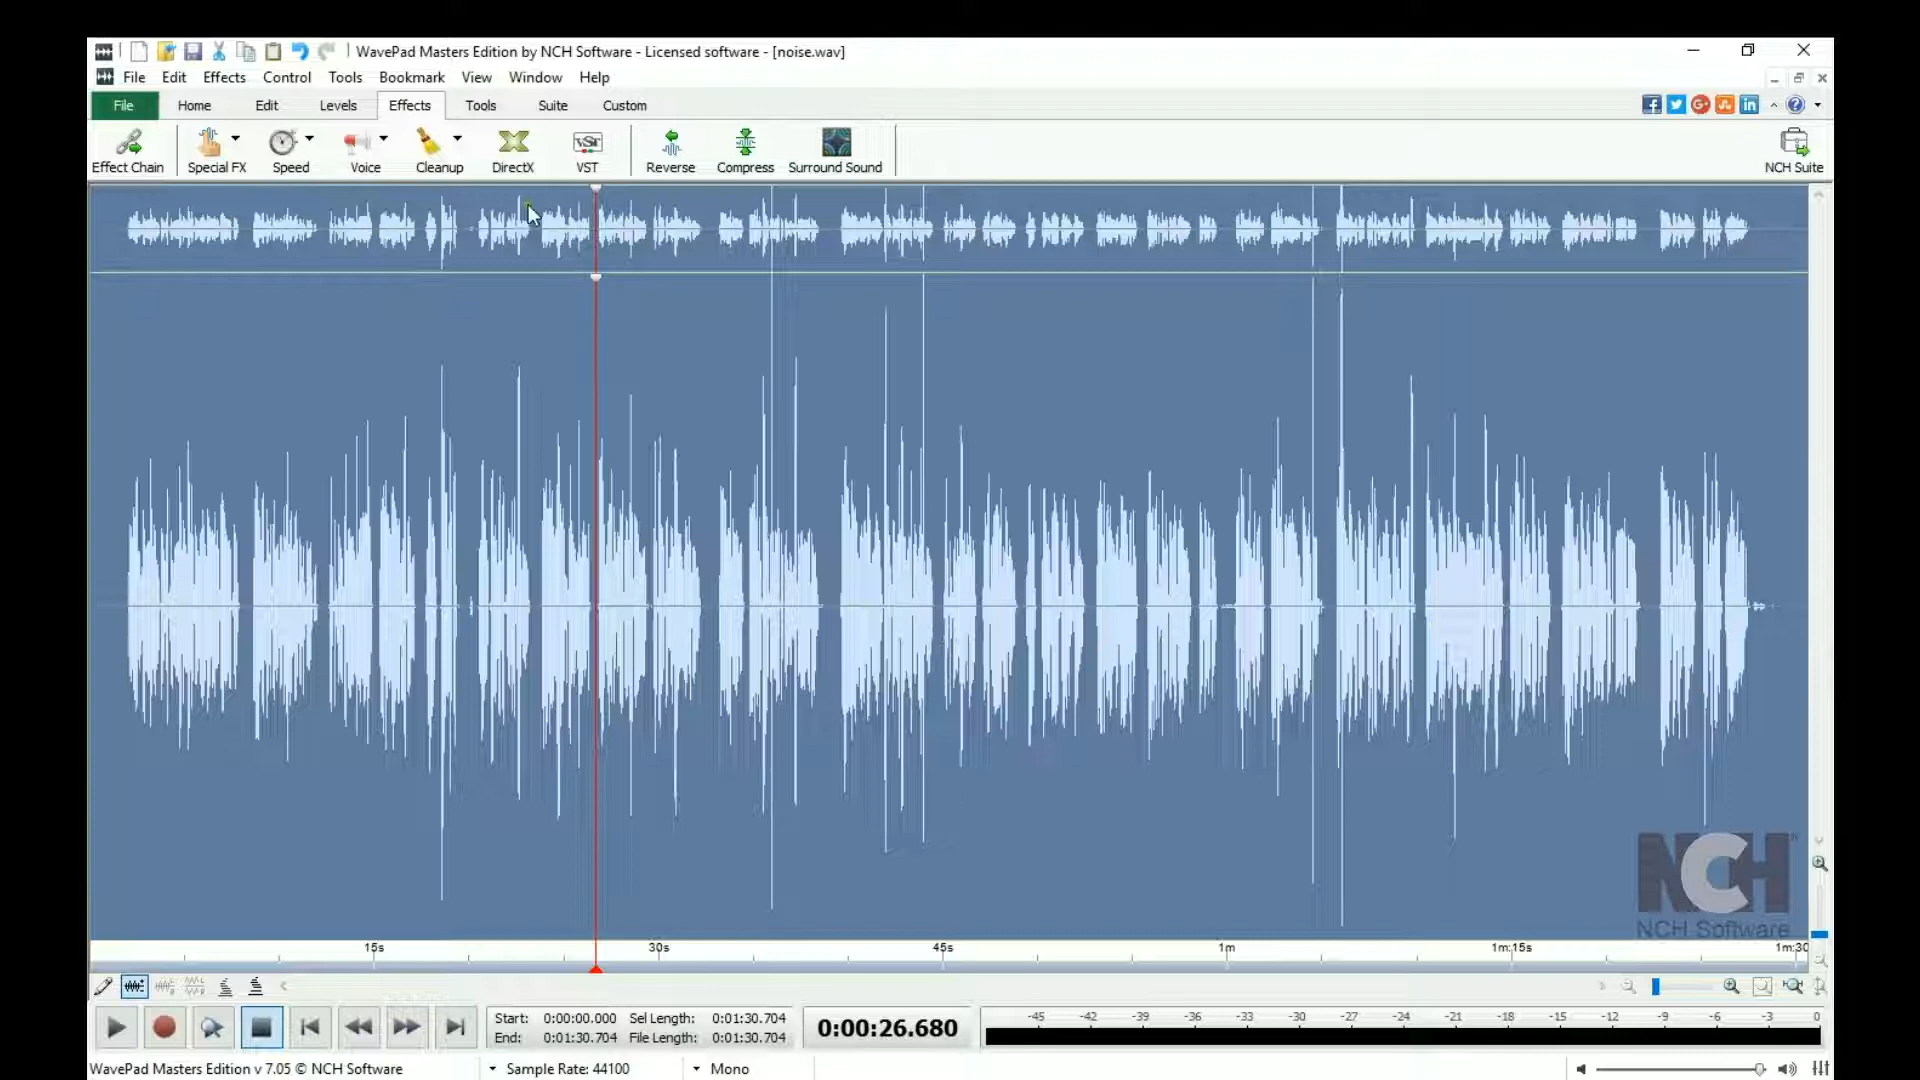 WavePad Masters Edition by NCH Software - Licensed software - [noise.wav]
File Edit Effects Control Tools Bookmark View Window Help
File Home Edit Levels Effects Tools Suite Custom
Effect Chain Special FX Speed Voice Cleanup DirectX VST Reverse Compress Surround Sound NCH Suite
NCH
NCH Software
15s 30s 45s 1m 1m:15s 1m:30
Start: 0:00:00.000 Sel Length: 0:01:30.704
End: 0:01:30.704 File Length: 0:01:30.704
0:00:26.680
-45 -42 -39 -36 -33 -30 -27 -24 -21 -18 -15 -12 -9 -6 -3 0
WavePad Masters Edition v 7.05 © NCH Software Sample Rate: 44100 Mono